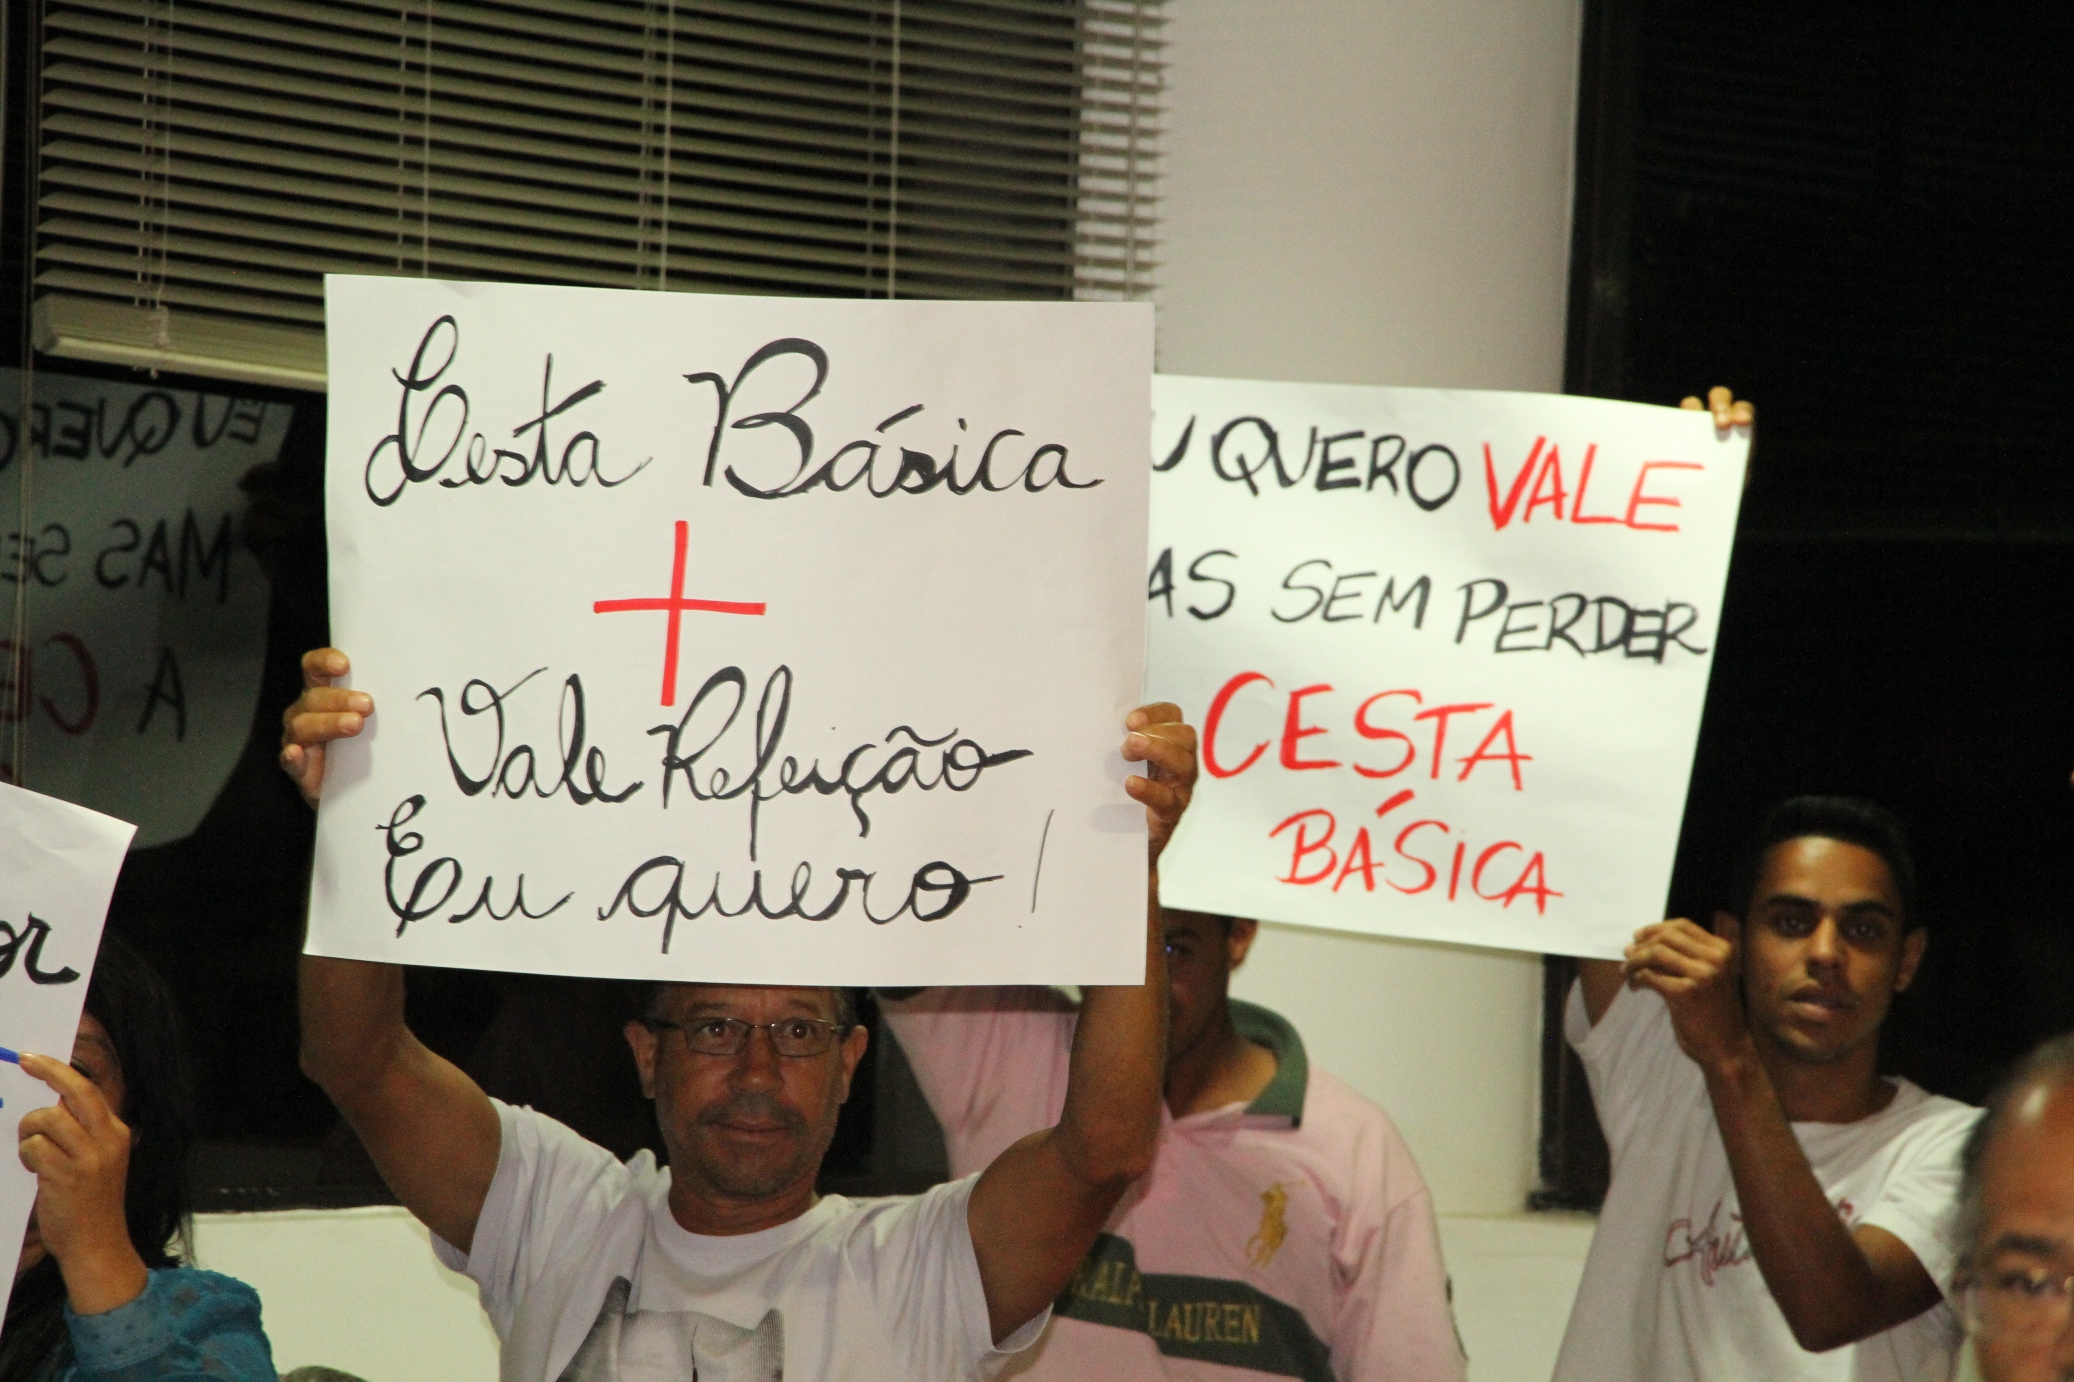 Cesta Básica
+
Vale Refeição
Eu quero!
U QUERO VALE
AS SEM PERDER
CESTA
BÁSICA
EU QUERO
MAS SE
A CE
or
LAUREN